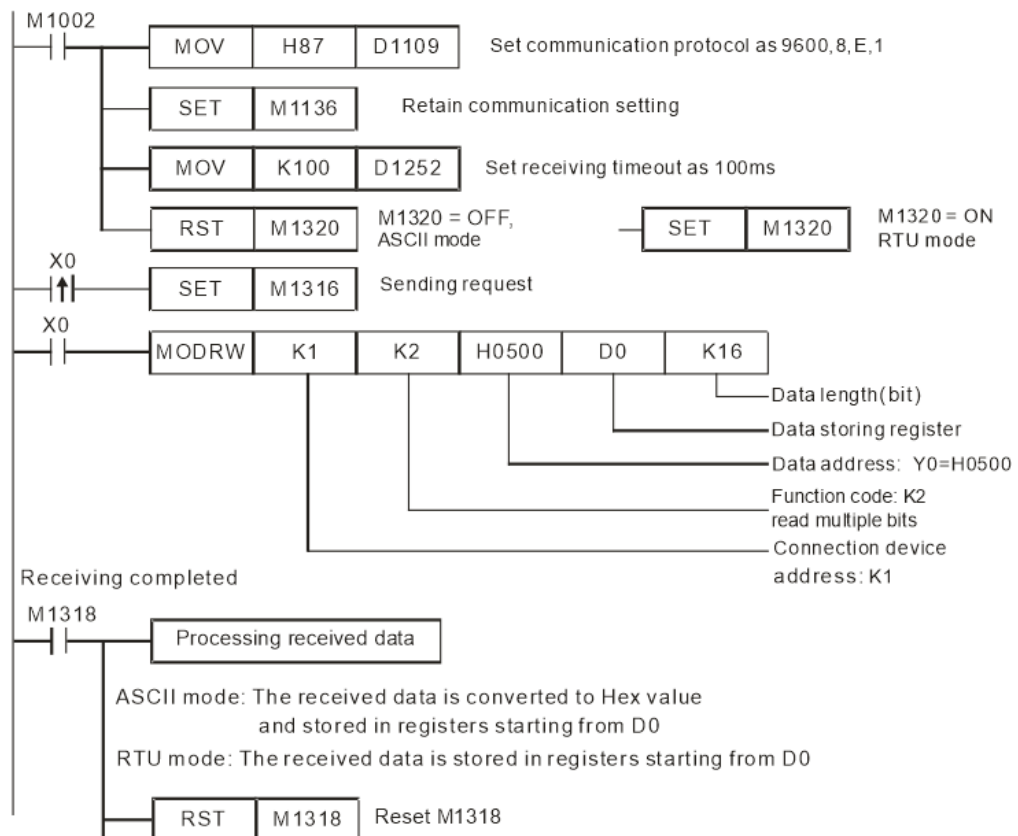 M1002
MOV H87 D1109 Set communication protocol as 9600,8,E,1
SET M1136 Retain communication setting
MOV K100 D1252 Set receiving timeout as 100ms
RST M1320 M1320 = OFF,
ASCII mode
SET M1320 M1320 = ON
RTU mode
X0
SET M1316 Sending request
X0
MODRW K1 K2 H0500 D0 K16
Data length(bit)
Data storing register
Data address: Y0=H0500
Function code: K2
read multiple bits
Connection device
address: K1
Receiving completed
M1318
Processing received data
ASCII mode: The received data is converted to Hex value
and stored in registers starting from D0
RTU mode: The received data is stored in registers starting from D0
RST M1318 Reset M1318